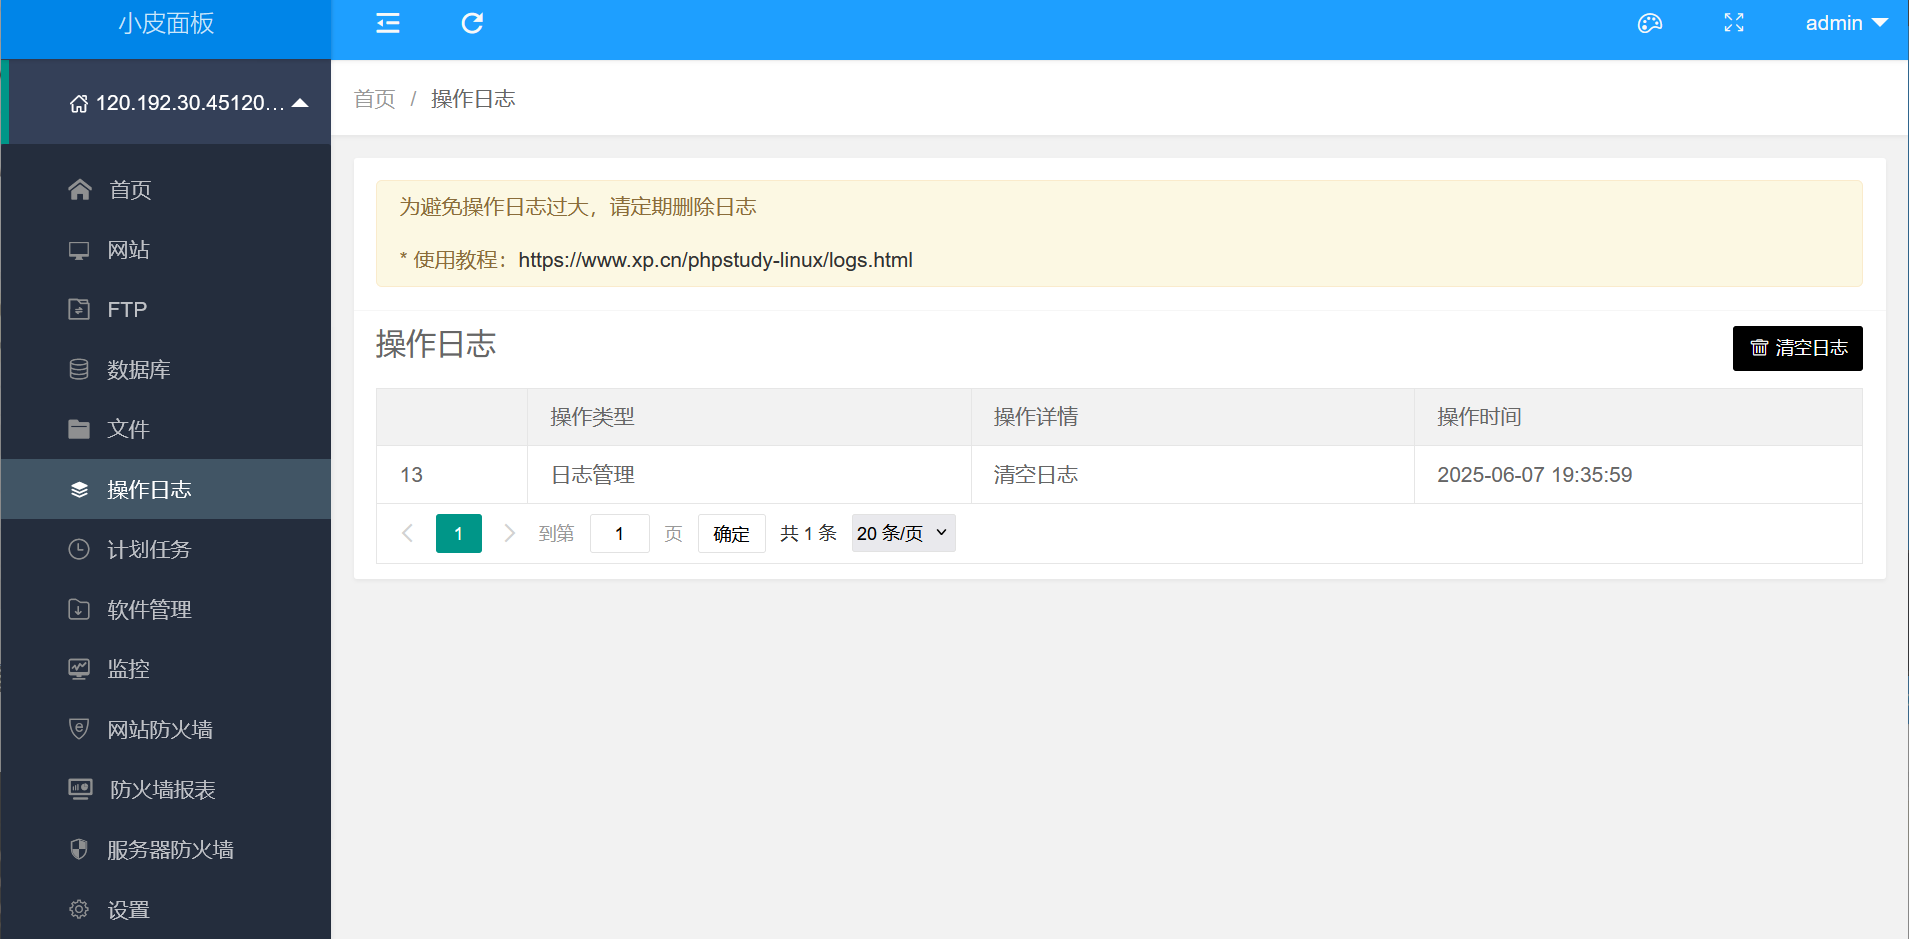 小皮面板
admin
120.192.30.45120...
首页 / 操作日志
首页
网站
FTP
数据库
文件
操作日志
计划任务
软件管理
监控
网站防火墙
防火墙报表
服务器防火墙
设置
为避免操作日志过大，请定期删除日志
* 使用教程：https://www.xp.cn/phpstudy-linux/logs.html
操作日志
清空日志
操作类型 操作详情 操作时间
13 日志管理 清空日志 2025-06-07 19:35:59
1 到第 1 页 确定 共 1 条 20 条/页